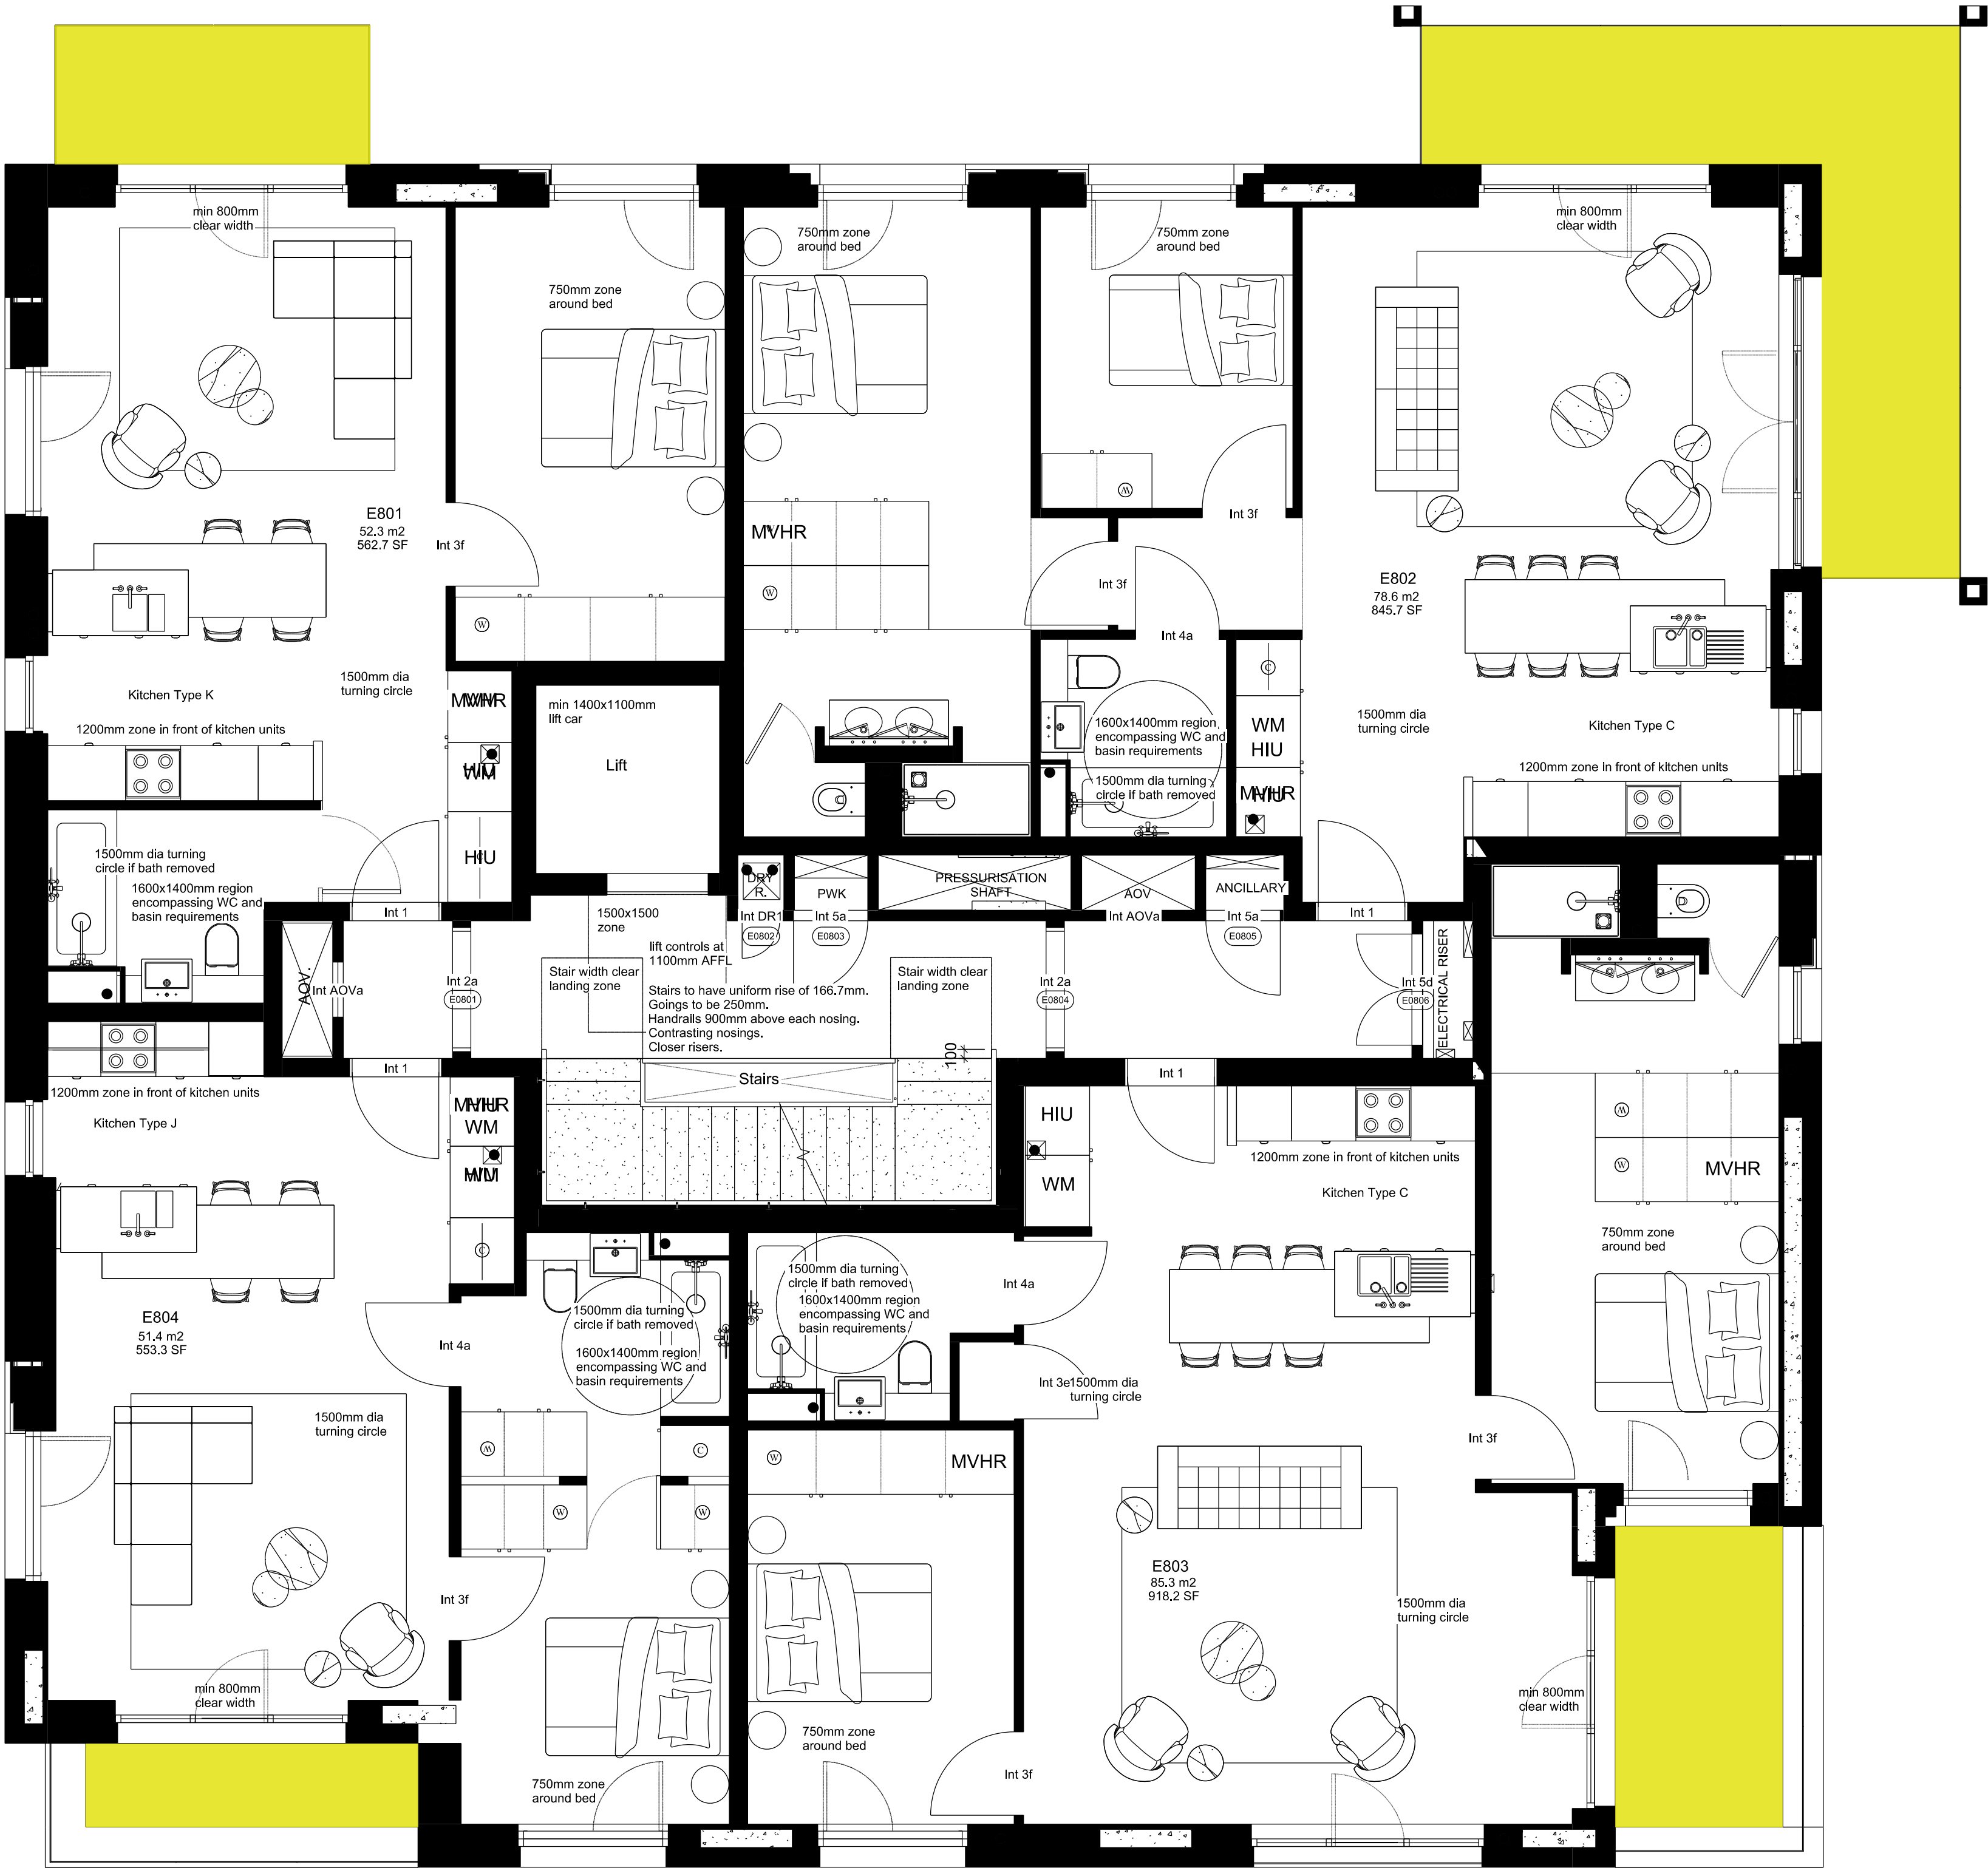 min 800mm
clear width
750mm zone
around bed
750mm zone
around bed
750mm zone
around bed
min 800mm
clear width
E801
52.3 m2
562.7 SF
Int 3f
W
MVHR
W
W
Int 3f
Int 3f
Int 4a
E802
78.6 m2
845.7 SF
1500mm dia
turning circle
Kitchen Type K
1200mm zone in front of kitchen units
MVHR
HIU
min 1400x1100mm
lift car
Lift
1600x1400mm region
encompassing WC and
basin requirements
1500mm dia turning
circle if bath removed
C
WM
HIU
MVHR
1500mm dia
turning circle
Kitchen Type C
1200mm zone in front of kitchen units
1500mm dia turning
circle if bath removed
1600x1400mm region
encompassing WC and
basin requirements
Int 1
AOV.
Int AOVa
Int 2a
E0801
1500x1500
zone
lift controls at
1100mm AFFL
DRY
R.
Int DR1
E0802
PWK
Int 5a
E0803
PRESSURISATION
SHAFT
AOV
Int AOVa
ANCILLARY
Int 5a
E0805
Int 1
Stair width clear
landing zone
Stairs to have uniform rise of 166.7mm.
Goings to be 250mm.
Handrails 900mm above each nosing.
Contrasting nosings.
Closer risers.
Stair width clear
landing zone
Int 2a
E0804
Int 5d
E0806
ELECTRICAL RISER
100
Stairs
Int 1
Int 1
1200mm zone in front of kitchen units
Kitchen Type J
MVHR
WM
C
HIU
WM
1200mm zone in front of kitchen units
Kitchen Type C
W
W
MVHR
750mm zone
around bed
E804
51.4 m2
553.3 SF
Int 4a
1500mm dia turning
circle if bath removed
1600x1400mm region
encompassing WC and
basin requirements
1500mm dia turning
circle if bath removed
1600x1400mm region
encompassing WC and
basin requirements
Int 4a
Int 3e
1500mm dia
turning circle
1500mm dia
turning circle
W
C
W
W
W
MVHR
Int 3f
Int 3f
E803
85.3 m2
918.2 SF
1500mm dia
turning circle
min 800mm
clear width
min 800mm
clear width
750mm zone
around bed
750mm zone
around bed
Int 3f